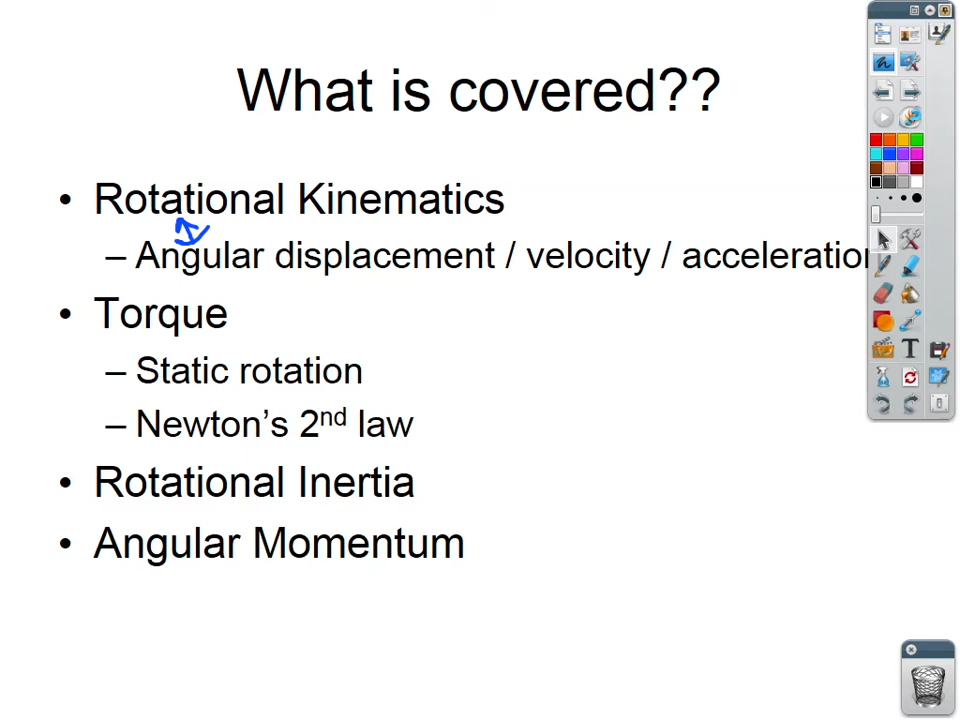 What is covered??
• Rotational Kinematics
– Angular displacement / velocity / acceleration
• Torque
– Static rotation
– Newton’s 2nd law
• Rotational Inertia
• Angular Momentum
T